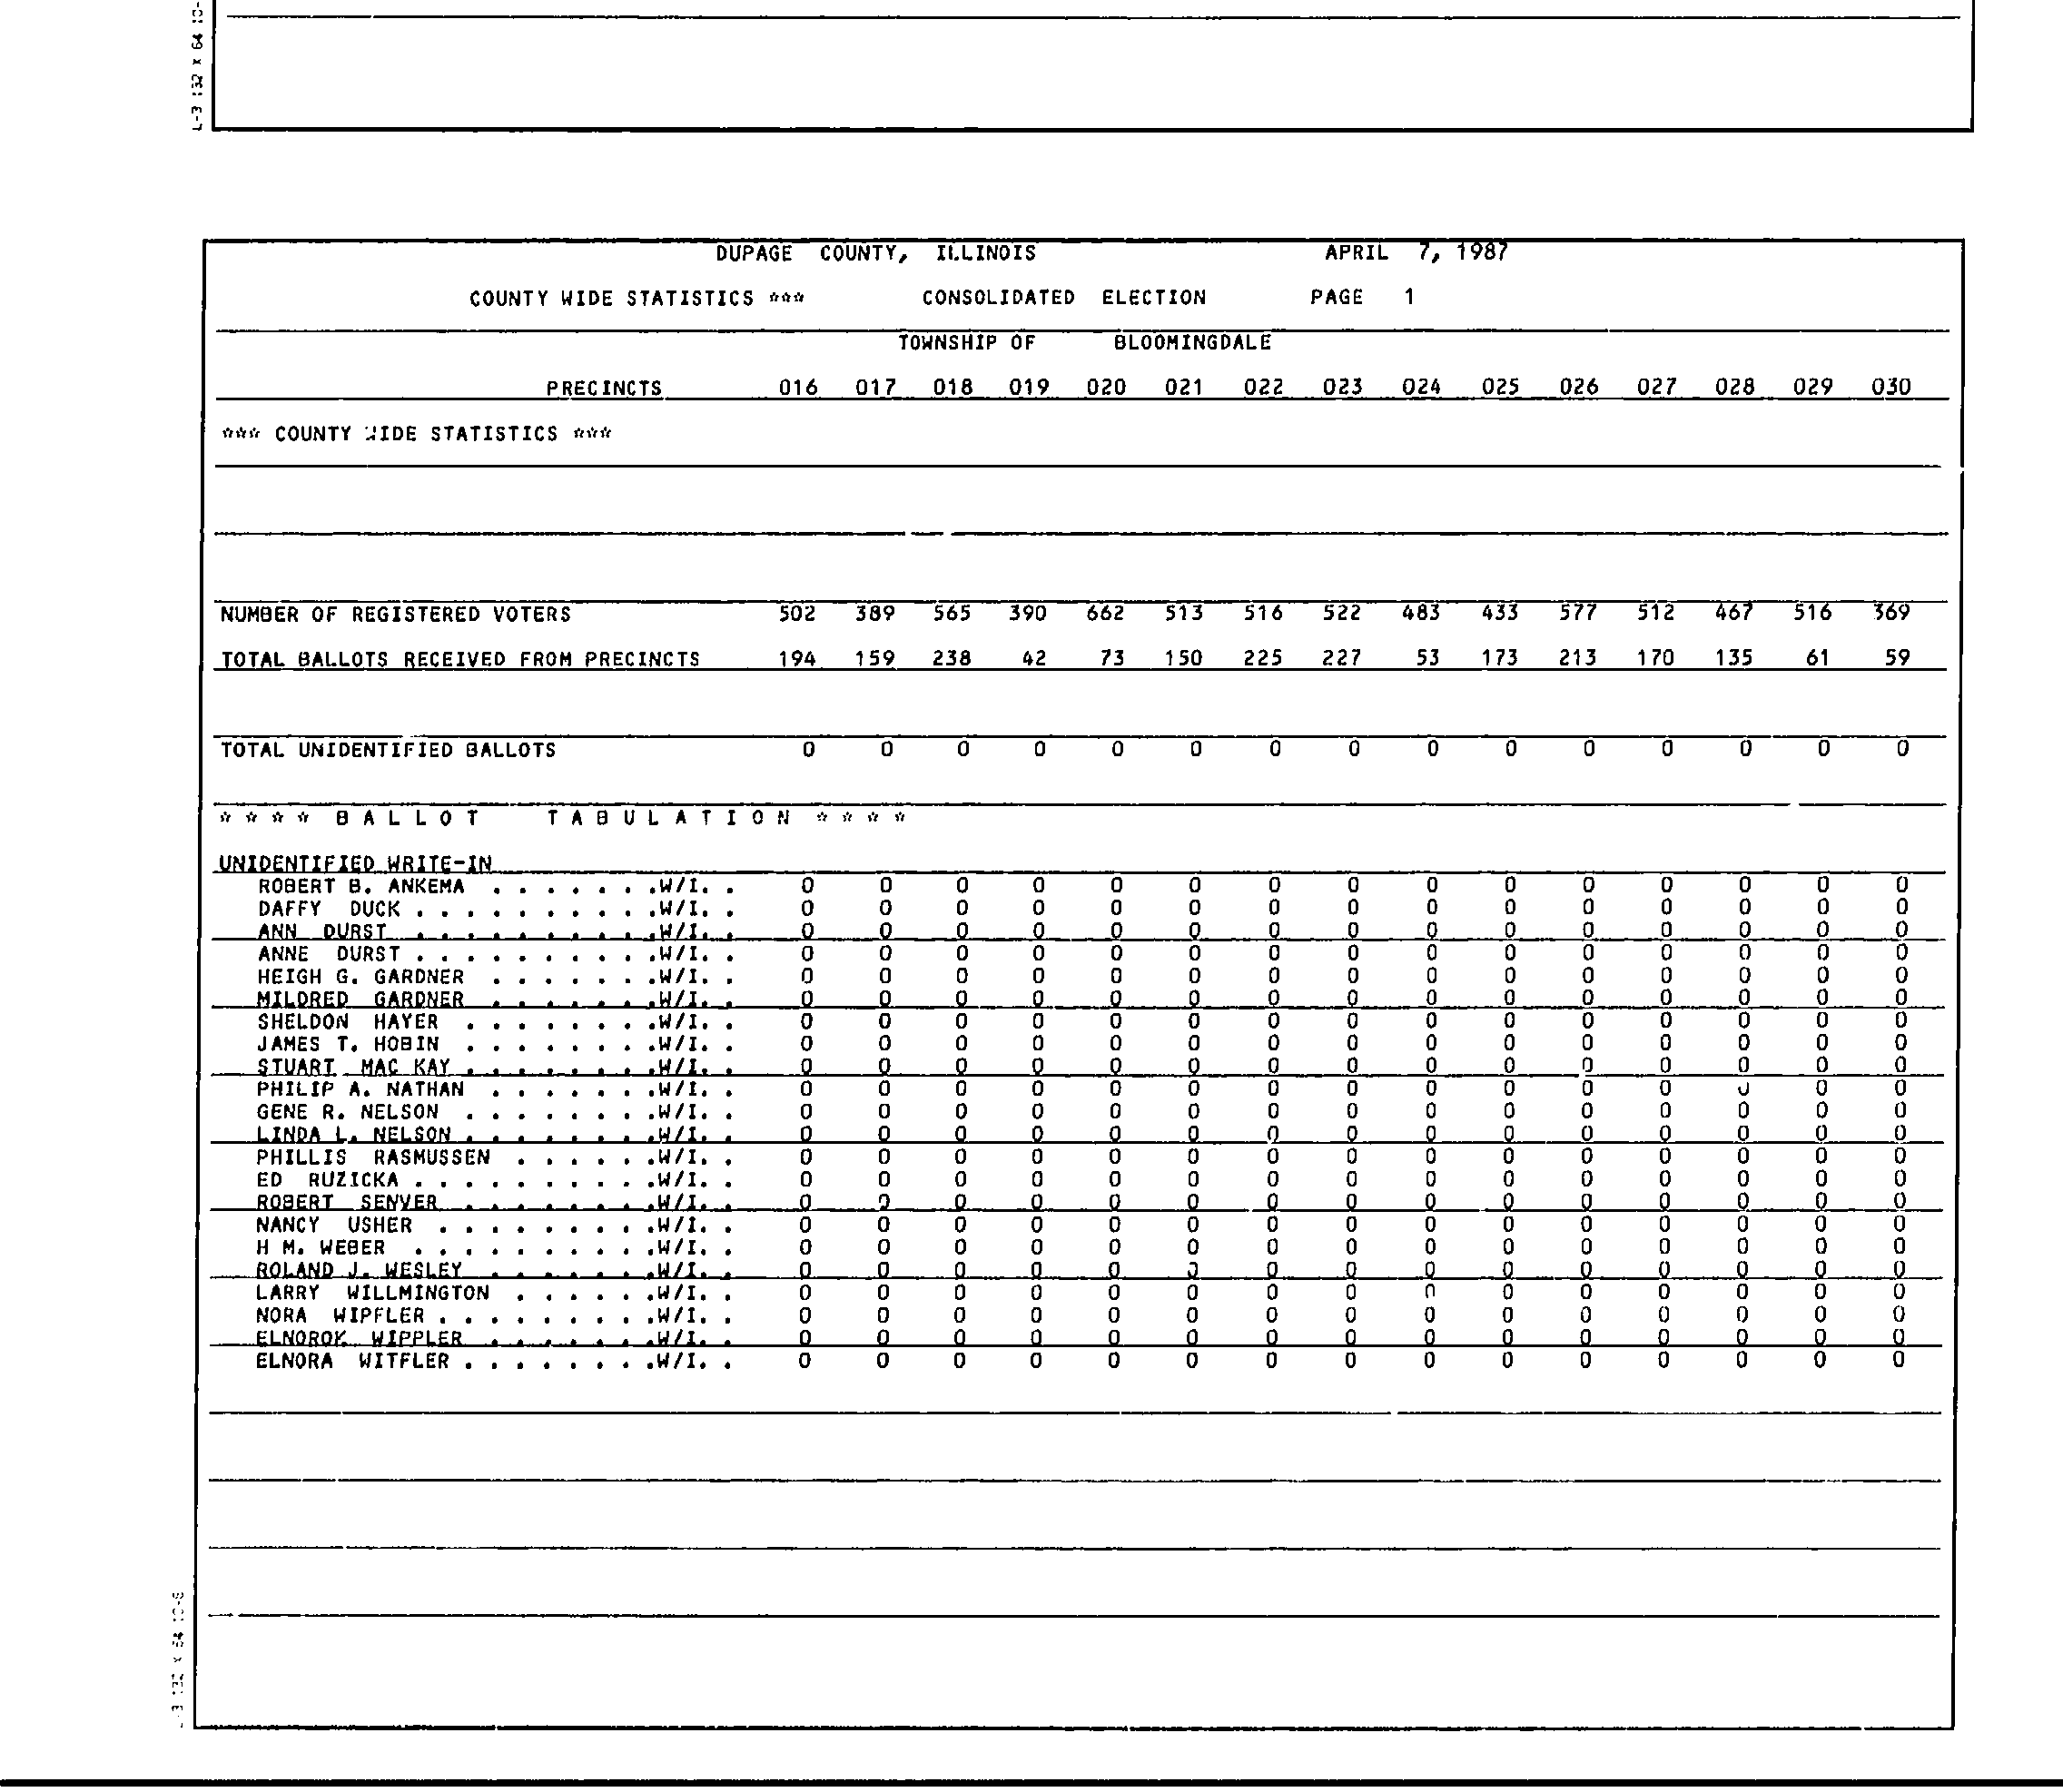 L-3 132 x 64 10-
DUPAGE COUNTY, ILLINOIS APRIL 7, 1987
COUNTY WIDE STATISTICS *** CONSOLIDATED ELECTION PAGE 1
TOWNSHIP OF BLOOMINGDALE
PRECINCTS 016 017 018 019 020 021 022 023 024 025 026 027 028 029 030
*** COUNTY WIDE STATISTICS ***
NUMBER OF REGISTERED VOTERS 502 389 565 390 662 513 516 522 483 433 577 512 467 516 369
TOTAL BALLOTS RECEIVED FROM PRECINCTS 194 159 238 42 73 150 225 227 53 173 213 170 135 61 59
TOTAL UNIDENTIFIED BALLOTS 0 0 0 0 0 0 0 0 0 0 0 0 0 0 0
* * * * B A L L O T T A B U L A T I O N * * * *
UNIDENTIFIED WRITE-IN
ROBERT B. ANKEMA . . . . . . .W/I. . 0 0 0 0 0 0 0 0 0 0 0 0 0 0 0
DAFFY DUCK . . . . . . . . . .W/I. . 0 0 0 0 0 0 0 0 0 0 0 0 0 0 0
ANN DURST . . . . . . . . . .W/I. . 0 0 0 0 0 0 0 0 0 0 0 0 0 0 0
ANNE DURST . . . . . . . . . .W/I. . 0 0 0 0 0 0 0 0 0 0 0 0 0 0 0
HEIGH G. GARDNER . . . . . . .W/I. . 0 0 0 0 0 0 0 0 0 0 0 0 0 0 0
MILDRED GARDNER . . . . . . .W/I. . 0 0 0 0 0 0 0 0 0 0 0 0 0 0 0
SHELDON HAYER . . . . . . . .W/I. . 0 0 0 0 0 0 0 0 0 0 0 0 0 0 0
JAMES T. HOBIN . . . . . . . .W/I. . 0 0 0 0 0 0 0 0 0 0 0 0 0 0 0
STUART MAC KAY . . . . . . . .W/I. . 0 0 0 0 0 0 0 0 0 0 0 0 0 0 0
PHILIP A. NATHAN . . . . . . .W/I. . 0 0 0 0 0 0 0 0 0 0 0 0 0 0 0
GENE R. NELSON . . . . . . . .W/I. . 0 0 0 0 0 0 0 0 0 0 0 0 0 0 0
LINDA L. NELSON . . . . . . . .W/I. . 0 0 0 0 0 0 0 0 0 0 0 0 0 0 0
PHILLIS RASMUSSEN . . . . . .W/I. . 0 0 0 0 0 0 0 0 0 0 0 0 0 0 0
ED RUZICKA . . . . . . . . . .W/I. . 0 0 0 0 0 0 0 0 0 0 0 0 0 0 0
ROBERT SENVER . . . . . . . .W/I. . 0 0 0 0 0 0 0 0 0 0 0 0 0 0 0
NANCY USHER . . . . . . . . .W/I. . 0 0 0 0 0 0 0 0 0 0 0 0 0 0 0
H M. WEBER . . . . . . . . . .W/I. . 0 0 0 0 0 0 0 0 0 0 0 0 0 0 0
ROLAND J. WESLEY . . . . . . .W/I. . 0 0 0 0 0 0 0 0 0 0 0 0 0 0 0
LARRY WILLMINGTON . . . . . .W/I. . 0 0 0 0 0 0 0 0 0 0 0 0 0 0 0
NORA WIPFLER . . . . . . . . .W/I. . 0 0 0 0 0 0 0 0 0 0 0 0 0 0 0
ELNOROK WIPPLER . . . . . . .W/I. . 0 0 0 0 0 0 0 0 0 0 0 0 0 0 0
ELNORA WITFLER . . . . . . . .W/I. . 0 0 0 0 0 0 0 0 0 0 0 0 0 0 0